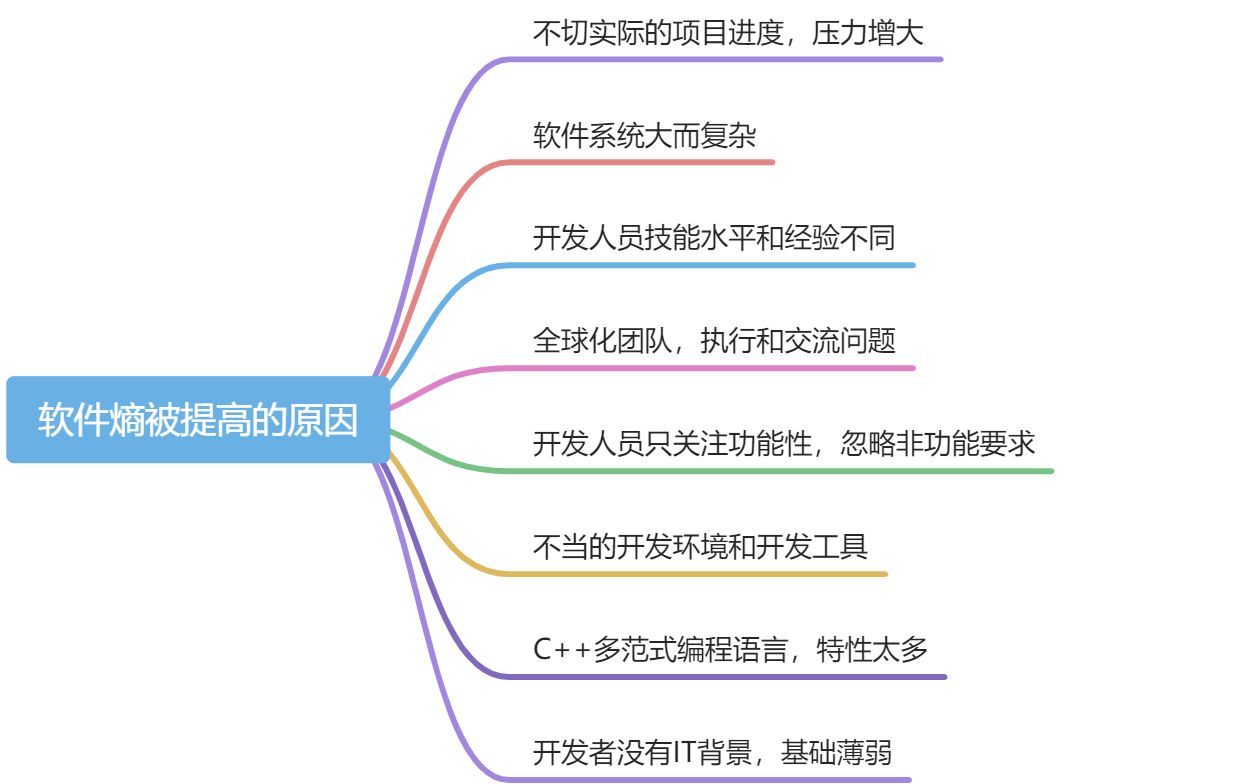 不切实际的项目进度，压力增大
软件系统大而复杂
开发人员技能水平和经验不同
全球化团队，执行和交流问题
软件熵被提高的原因
开发人员只关注功能性，忽略非功能要求
不当的开发环境和开发工具
C++多范式编程语言，特性太多
开发者没有IT背景，基础薄弱